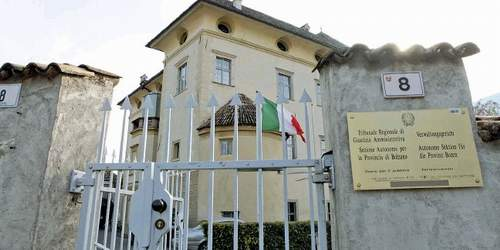 8
8
Tribunale Regionale di
Giustizia Amministrativa
Sezione Autonoma per
la Provincia di Bolzano
Verwaltungsgericht
Autonome Sektion für
die Provinz Bozen